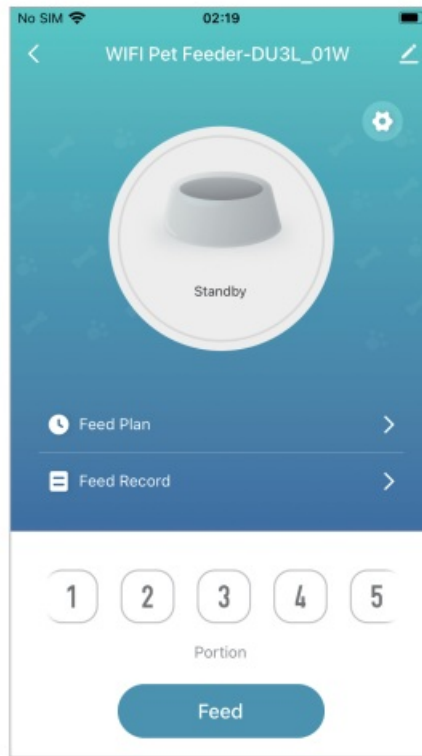 No SIM 02:19
WIFI Pet Feeder-DU3L_01W
Standby
Feed Plan
Feed Record
1 2 3 4 5
Portion
Feed